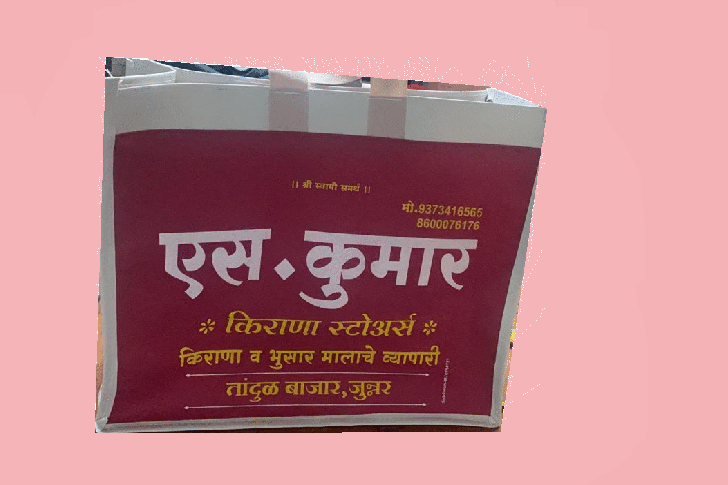 || श्री स्वामी समर्थ ||
मो.9373416565
8600076176
एस.कुमार
किराणा स्टोअर्स
किराणा व भुसार मालाचे व्यापारी
तांदुळ बाजार,जुन्नर